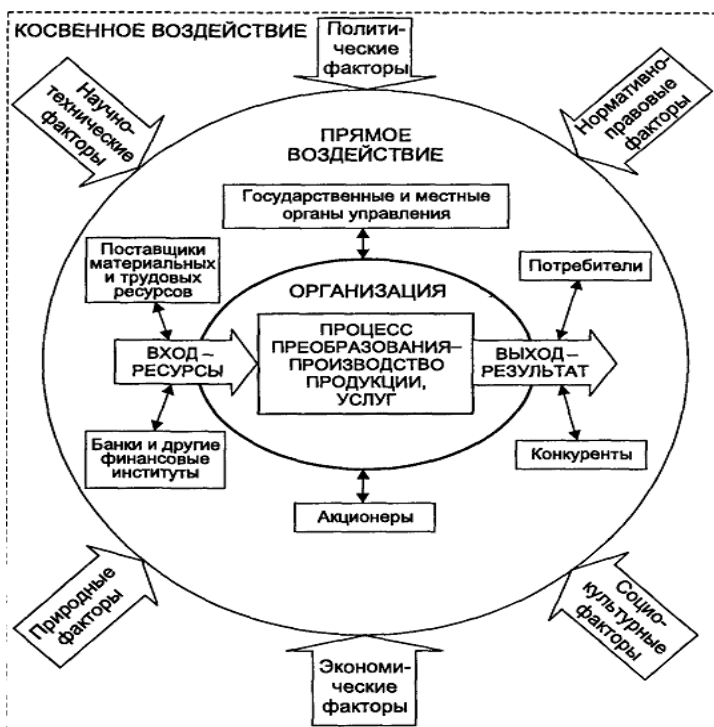 КОСВЕННОЕ ВОЗДЕЙСТВИЕ
Полити-
ческие
факторы
Научно-
технические
факторы
Нормативно-
правовые
факторы
ПРЯМОЕ
ВОЗДЕЙСТВИЕ
Государственные и местные
органы управления
Поставщики
материальных
и трудовых
ресурсов
Потребители
ОРГАНИЗАЦИЯ
ВХОД –
РЕСУРСЫ
ПРОЦЕСС
ПРЕОБРАЗОВАНИЯ–
ПРОИЗВОДСТВО
ПРОДУКЦИИ,
УСЛУГ
ВЫХОД –
РЕЗУЛЬТАТ
Банки и другие
финансовые
институты
Конкуренты
Акционеры
Природные
факторы
Экономи-
ческие
факторы
Социо-
культурные
факторы